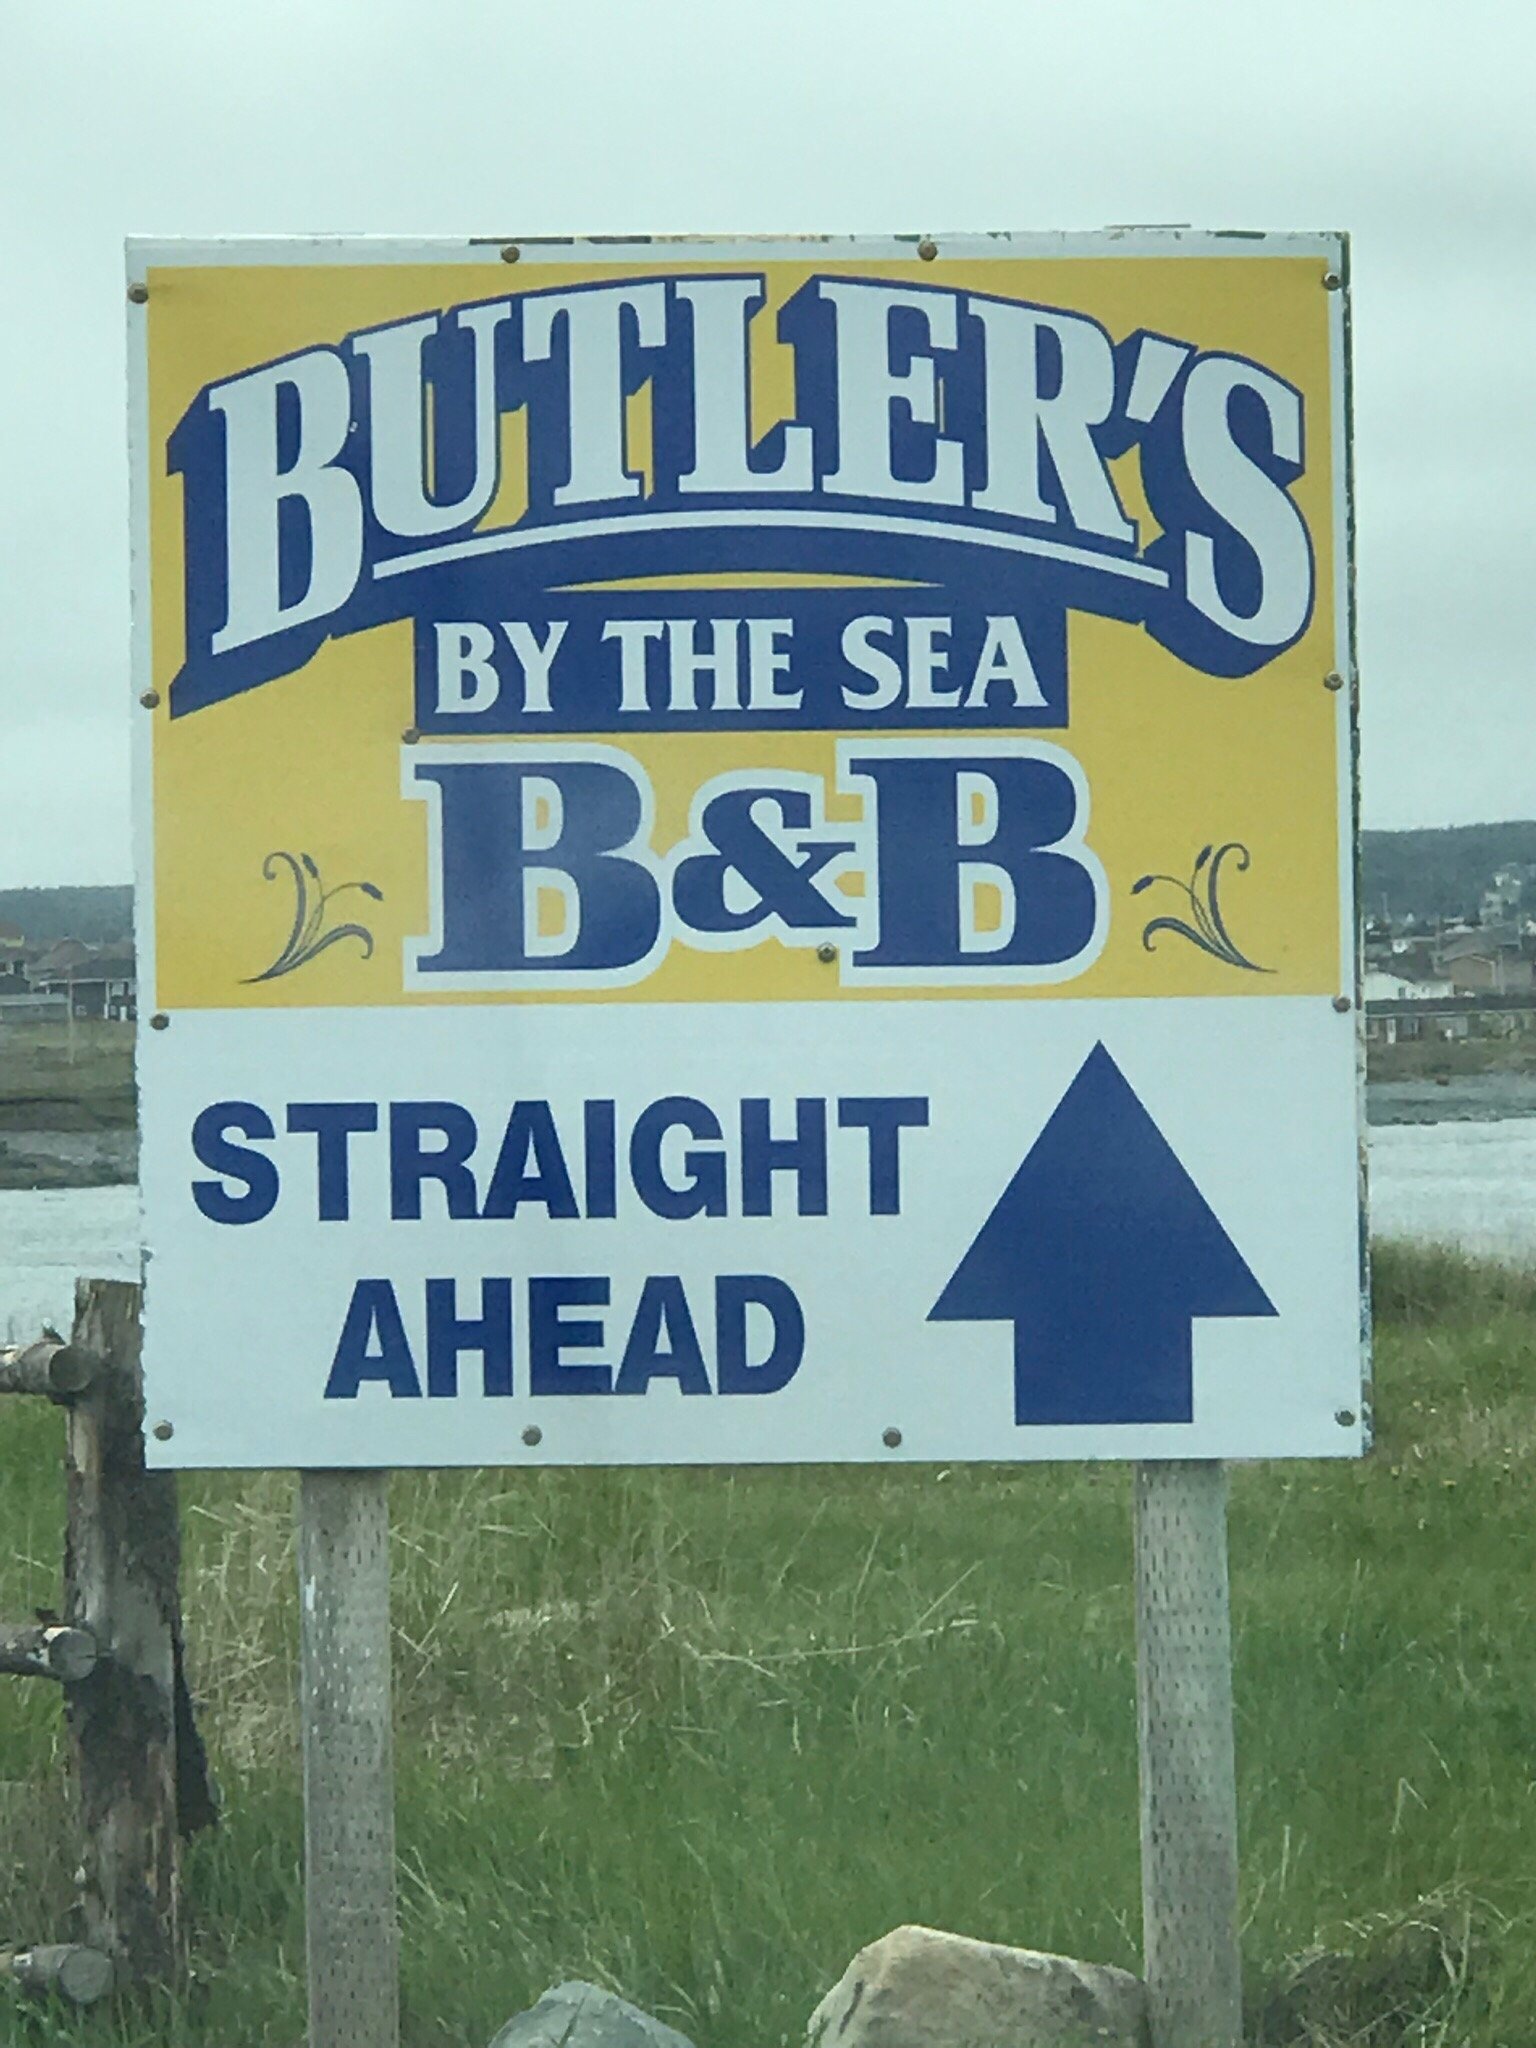 BUTLER'S
BY THE SEA
B&B
STRAIGHT
AHEAD